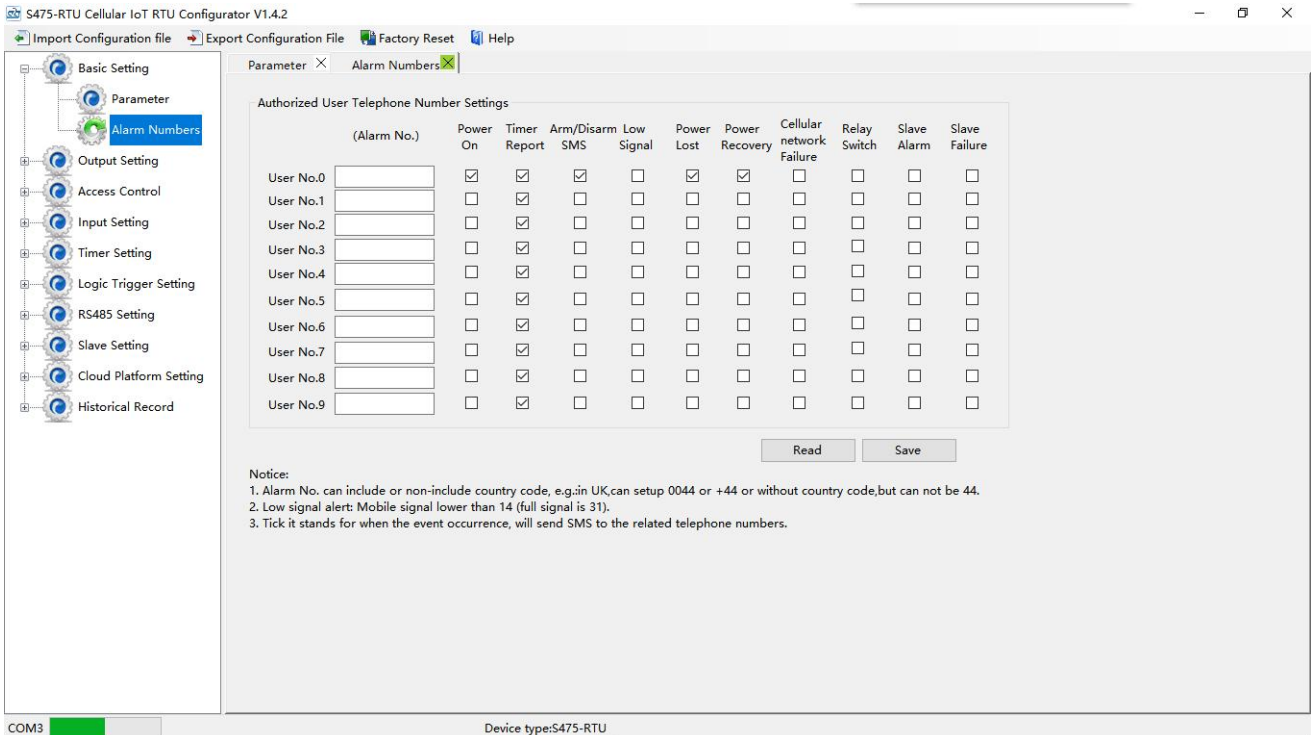 S475-RTU Cellular IoT RTU Configurator V1.4.2
Import Configuration file Export Configuration File Factory Reset Help
Basic Setting
Parameter
Alarm Numbers
Output Setting
Access Control
Input Setting
Timer Setting
Logic Trigger Setting
RS485 Setting
Slave Setting
Cloud Platform Setting
Historical Record
Parameter Alarm Numbers
Authorized User Telephone Number Settings
(Alarm No.)
Power On
Timer Report
Arm/Disarm SMS
Low Signal
Power Lost
Power Recovery
Cellular network Failure
Relay Switch
Slave Alarm
Slave Failure
User No.0
User No.1
User No.2
User No.3
User No.4
User No.5
User No.6
User No.7
User No.8
User No.9
Read Save
Notice:
1. Alarm No. can include or non-include country code, e.g.:in UK,can setup 0044 or +44 or without country code,but can not be 44.
2. Low signal alert: Mobile signal lower than 14 (full signal is 31).
3. Tick it stands for when the event occurrence, will send SMS to the related telephone numbers.
COM3 Device type:S475-RTU